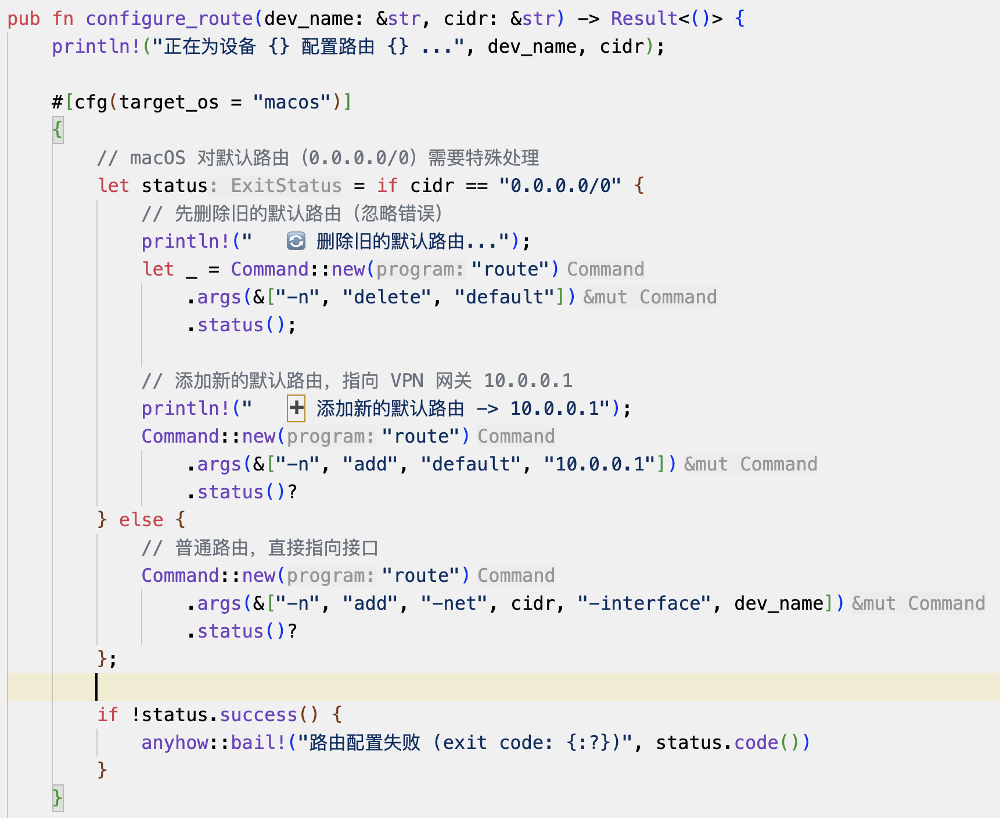 pub fn configure_route(dev_name: &str, cidr: &str) -> Result<()> {
    println!("正在为设备 {} 配置路由 {} ...", dev_name, cidr);

    #[cfg(target_os = "macos")]
    {
        // macOS 对默认路由（0.0.0.0/0）需要特殊处理
        let status: ExitStatus = if cidr == "0.0.0.0/0" {
            // 先删除旧的默认路由（忽略错误）
            println!("   🔄 删除旧的默认路由...");
            let _ = Command::new(program: "route") Command
                .args(&["-n", "delete", "default"]) &mut Command
                .status();

            // 添加新的默认路由，指向 VPN 网关 10.0.0.1
            println!("   ➕ 添加新的默认路由 -> 10.0.0.1");
            Command::new(program: "route") Command
                .args(&["-n", "add", "default", "10.0.0.1"]) &mut Command
                .status()?
        } else {
            // 普通路由，直接指向接口
            Command::new(program: "route") Command
                .args(&["-n", "add", "-net", cidr, "-interface", dev_name]) &mut Command
                .status()?
        };

        if !status.success() {
            anyhow::bail!("路由配置失败 (exit code: {:?})", status.code())
        }
    }